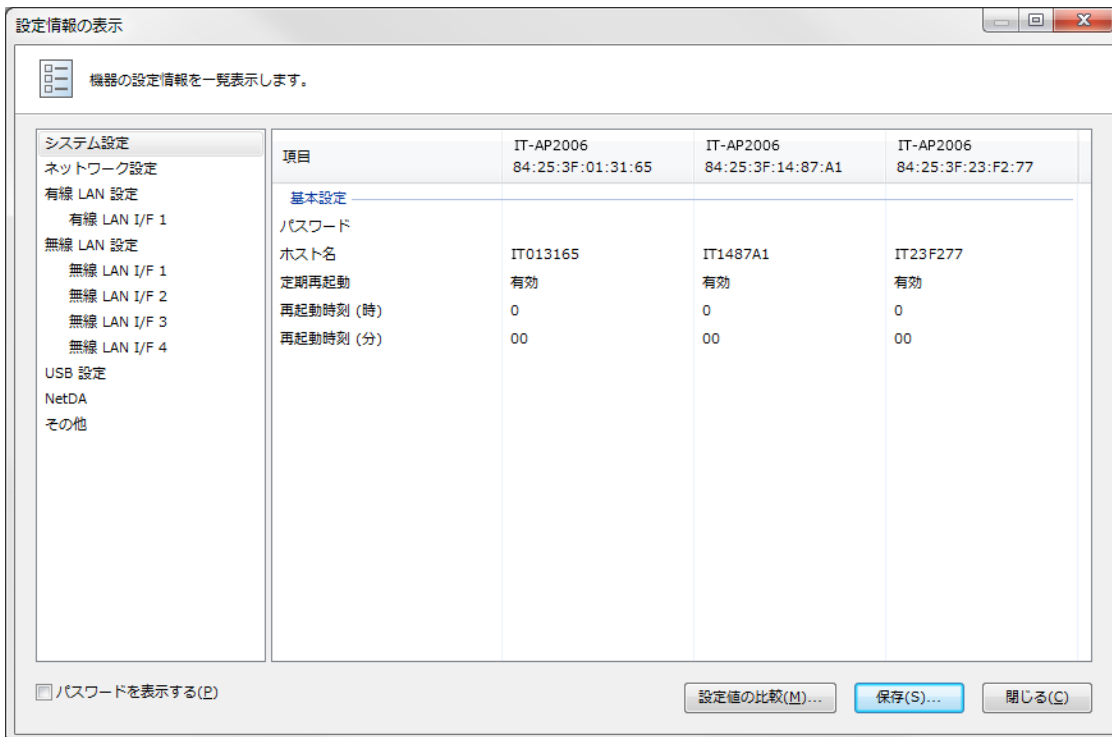 設定情報の表示
機器の設定情報を一覧表示します。
システム設定
ネットワーク設定
有線 LAN 設定
有線 LAN I/F 1
無線 LAN 設定
無線 LAN I/F 1
無線 LAN I/F 2
無線 LAN I/F 3
無線 LAN I/F 4
USB 設定
NetDA
その他
項目 IT-AP2006 84:25:3F:01:31:65 IT-AP2006 84:25:3F:14:87:A1 IT-AP2006 84:25:3F:23:F2:77
基本設定
パスワード
ホスト名 IT013165 IT1487A1 IT23F277
定期再起動 有効 有効 有効
再起動時刻 (時) 0 0 0
再起動時刻 (分) 00 00 00
パスワードを表示する(P)
設定値の比較(M)... 保存(S)... 閉じる(C)